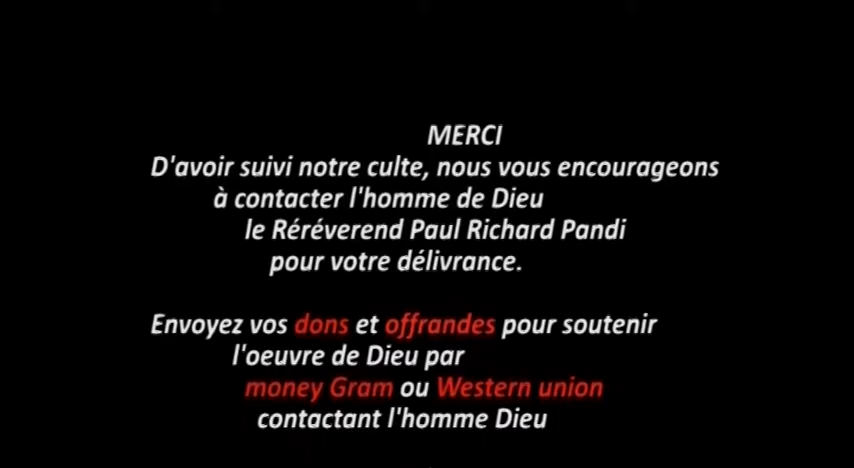 MERCI
D'avoir suivi notre culte, nous vous encourageons
à contacter l'homme de Dieu
le Réréverend Paul Richard Pandi
pour votre délivrance.
Envoyez vos dons et offrandes pour soutenir
l'oeuvre de Dieu par
money Gram ou Western union
contactant l'homme Dieu